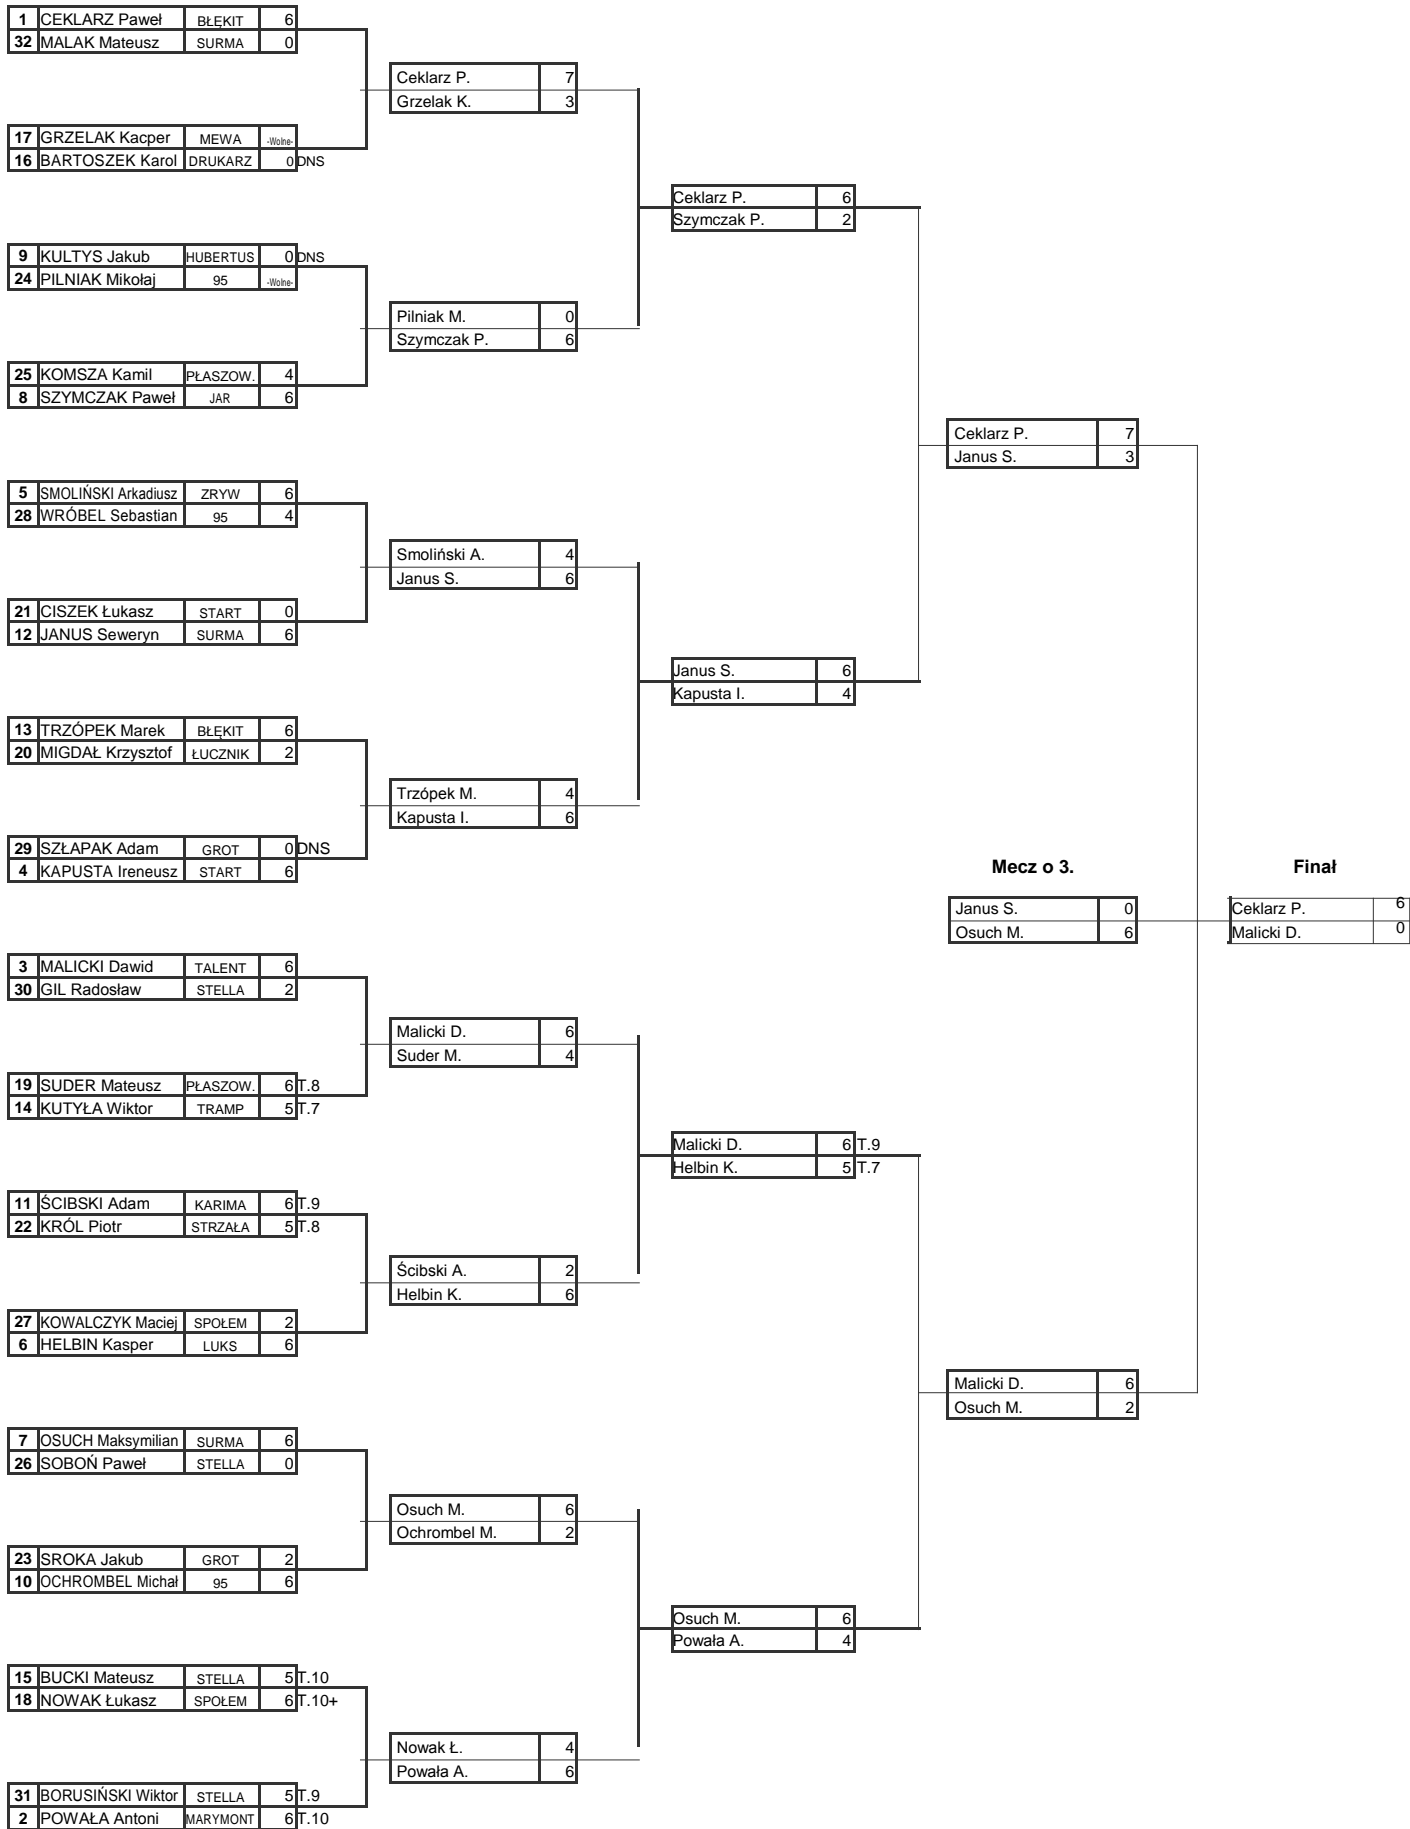 1 CEKLARZ Paweł BŁĘKIT 6
32 MALAK Mateusz SURMA 0
Ceklarz P. 7
Grzelak K. 3
17 GRZELAK Kacper MEWA -Wolne-
16 BARTOSZEK Karol DRUKARZ 0 DNS
Ceklarz P. 6
Szymczak P. 2
9 KULTYS Jakub HUBERTUS 0 DNS
24 PILNIAK Mikołaj 95 -Wolne-
Pilniak M. 0
Szymczak P. 6
25 KOMSZA Kamil PŁASZOW. 4
8 SZYMCZAK Paweł JAR 6
Ceklarz P. 7
Janus S. 3
5 SMOLIŃSKI Arkadiusz ZRYW 6
28 WRÓBEL Sebastian 95 4
Smoliński A. 4
Janus S. 6
21 CISZEK Łukasz START 0
12 JANUS Seweryn SURMA 6
Janus S. 6
Kapusta I. 4
13 TRZÓPEK Marek BŁĘKIT 6
20 MIGDAŁ Krzysztof ŁUCZNIK 2
Trzópek M. 4
Kapusta I. 6
29 SZŁAPAK Adam GROT 0 DNS
4 KAPUSTA Ireneusz START 6
Mecz o 3. Finał
Janus S. 0 Ceklarz P. 6
Osuch M. 6 Malicki D. 0
3 MALICKI Dawid TALENT 6
30 GIL Radosław STELLA 2
Malicki D. 6
Suder M. 4
19 SUDER Mateusz PŁASZOW. 6 T.8
14 KUTYŁA Wiktor TRAMP 5 T.7
Malicki D. 6 T.9
Helbin K. 5 T.7
11 ŚCIBSKI Adam KARIMA 6 T.9
22 KRÓL Piotr STRZAŁA 5 T.8
Ścibski A. 2
Helbin K. 6
27 KOWALCZYK Maciej SPOŁEM 2
6 HELBIN Kasper LUKS 6
Malicki D. 6
Osuch M. 2
7 OSUCH Maksymilian SURMA 6
26 SOBOŃ Paweł STELLA 0
Osuch M. 6
Ochrombel M. 2
23 SROKA Jakub GROT 2
10 OCHROMBEL Michał 95 6
Osuch M. 6
Powała A. 4
15 BUCKI Mateusz STELLA 5 T.10
18 NOWAK Łukasz SPOŁEM 6 T.10+
Nowak Ł. 4
Powała A. 6
31 BORUSIŃSKI Wiktor STELLA 5 T.9
2 POWAŁA Antoni MARYMONT 6 T.10